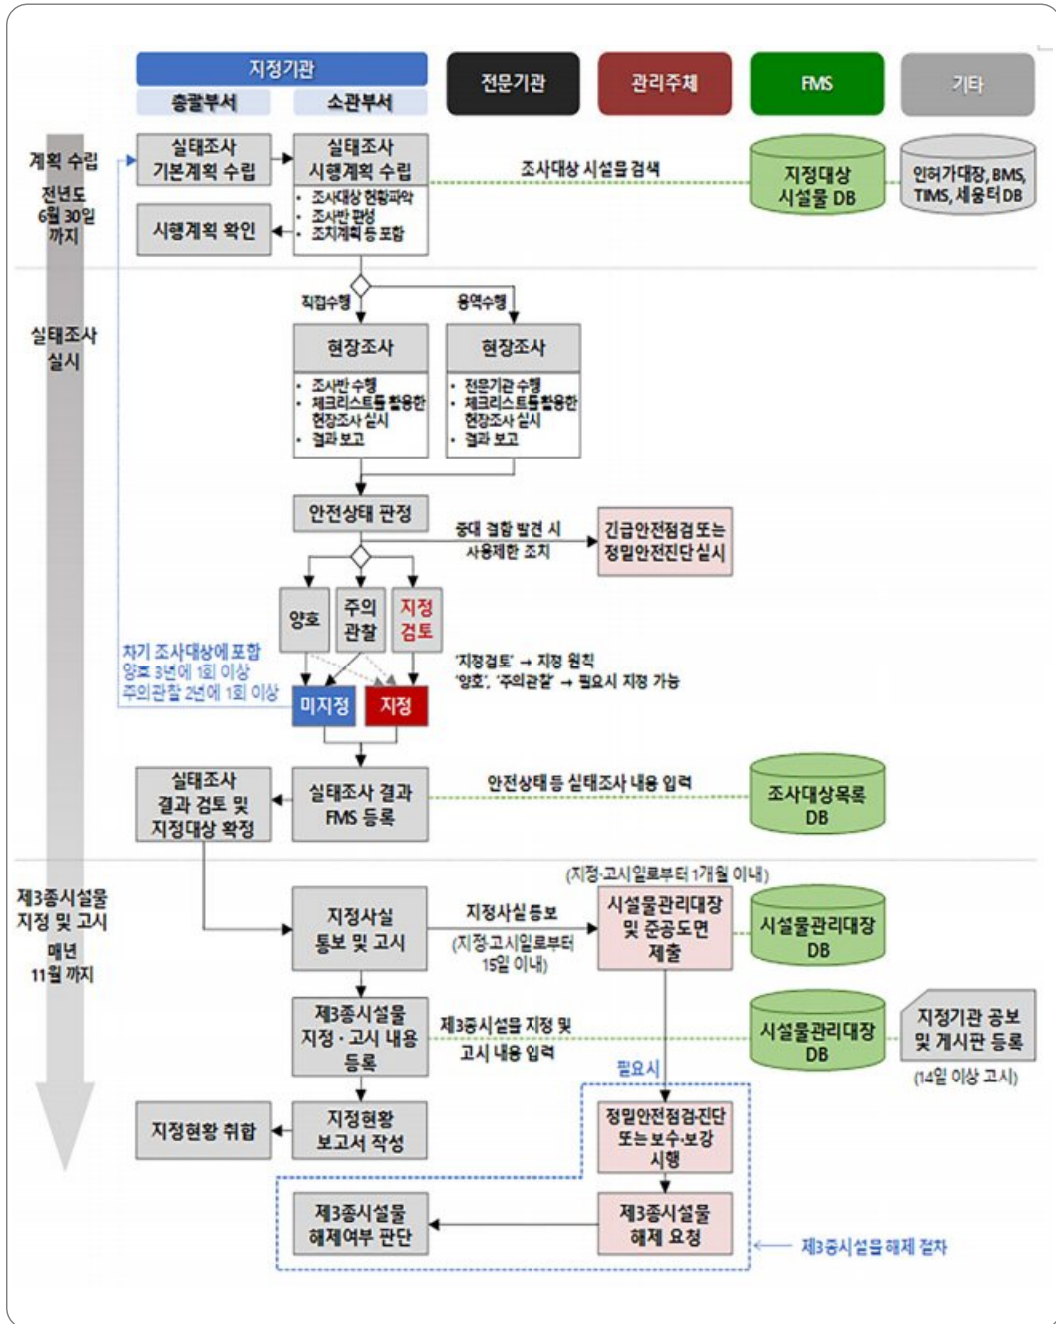 지정기관
총괄부서
소관부서
전문기관
관리주체
FMS
기타
계획 수립
전년도
6월 30일
까지
실태조사
기본계획 수립
실태조사
시행계획 수립
• 조사대상 현황파악
• 조사반 편성
• 조치계획 등 포함
시행계획 확인
조사대상 시설물 검색
지정대상
시설물 DB
인허가대장, BMS,
TIMS, 세움터 DB
실태조사
실시
직접수행
용역수행
현장조사
• 조사반 수행
• 체크리스트를 활용한
현장조사 실시
• 결과 보고
현장조사
• 전문기관 수행
• 체크리스트를 활용한
현장조사 실시
• 결과 보고
안전상태 판정
중대 결함 발견 시
사용제한 조치
긴급안전점검 또는
정밀안전진단 실시
양호
주의
관찰
지정
검토
차기 조사대상에 포함
양호 3년에 1회 이상
주의관찰 2년에 1회 이상
'지정검토' → 지정 원칙
'양호', '주의관찰' → 필요시 지정 가능
미지정
지정
실태조사
결과 검토 및
지정대상 확정
실태조사 결과
FMS 등록
안전상태 등 실태조사 내용 입력
조사대상목록
DB
제3종시설물
지정 및 고시
매년
11월 까지
지정사실
통보 및 고시
지정사실 통보
(지정·고시일로부터
15일 이내)
(지정·고시일로부터 1개월 이내)
시설물관리대장
및 준공도면
제출
시설물관리대장
DB
제3종시설물
지정 · 고시 내용
등록
제3종시설물 지정 및
고시 내용 입력
시설물관리대장
DB
지정기관 공보
및 게시판 등록
(14일 이상 고시)
필요시
지정현황 취합
지정현황
보고서 작성
정밀안전점검·진단
또는 보수·보강
시행
제3종시설물
해제여부 판단
제3종시설물
해제 요청
제3종시설물 해제 절차